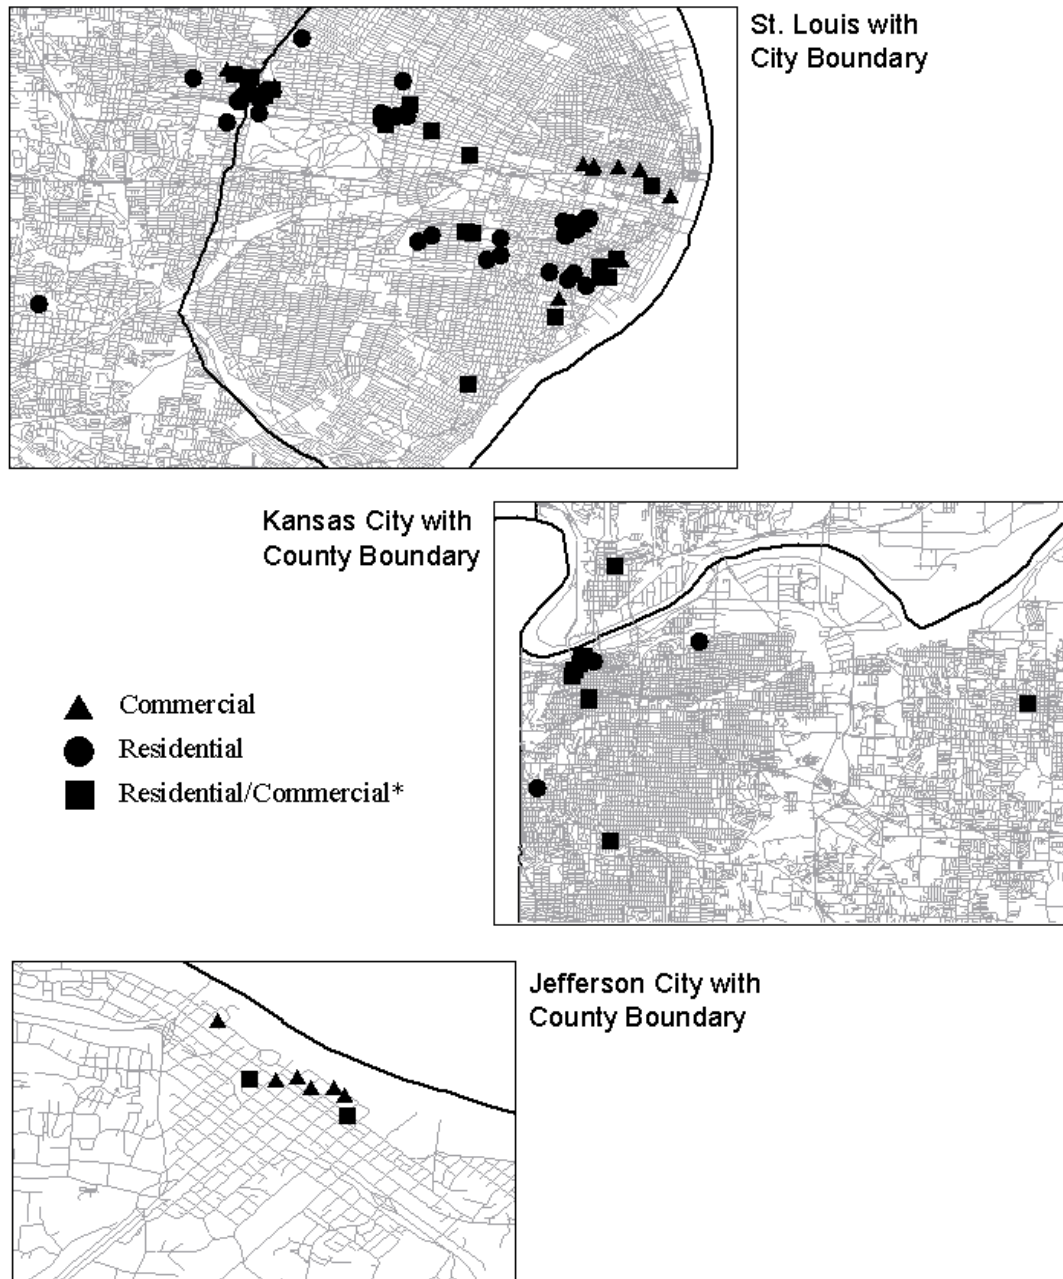 St. Louis with
City Boundary
Kansas City with
County Boundary
Commercial
Residential
Residential/Commercial*
Jefferson City with
County Boundary